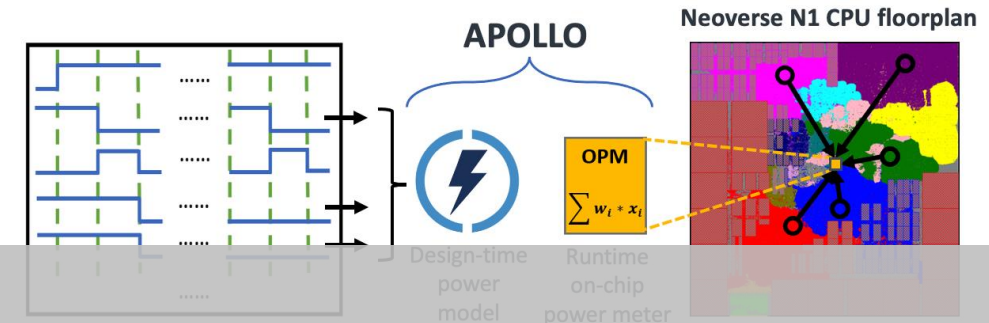 Neoverse N1 CPU floorplan
APOLLO
......
......
......
......
......
OPM
∑ wᵢ * xᵢ
Design-time
power
model
Runtime
on-chip
power meter
......